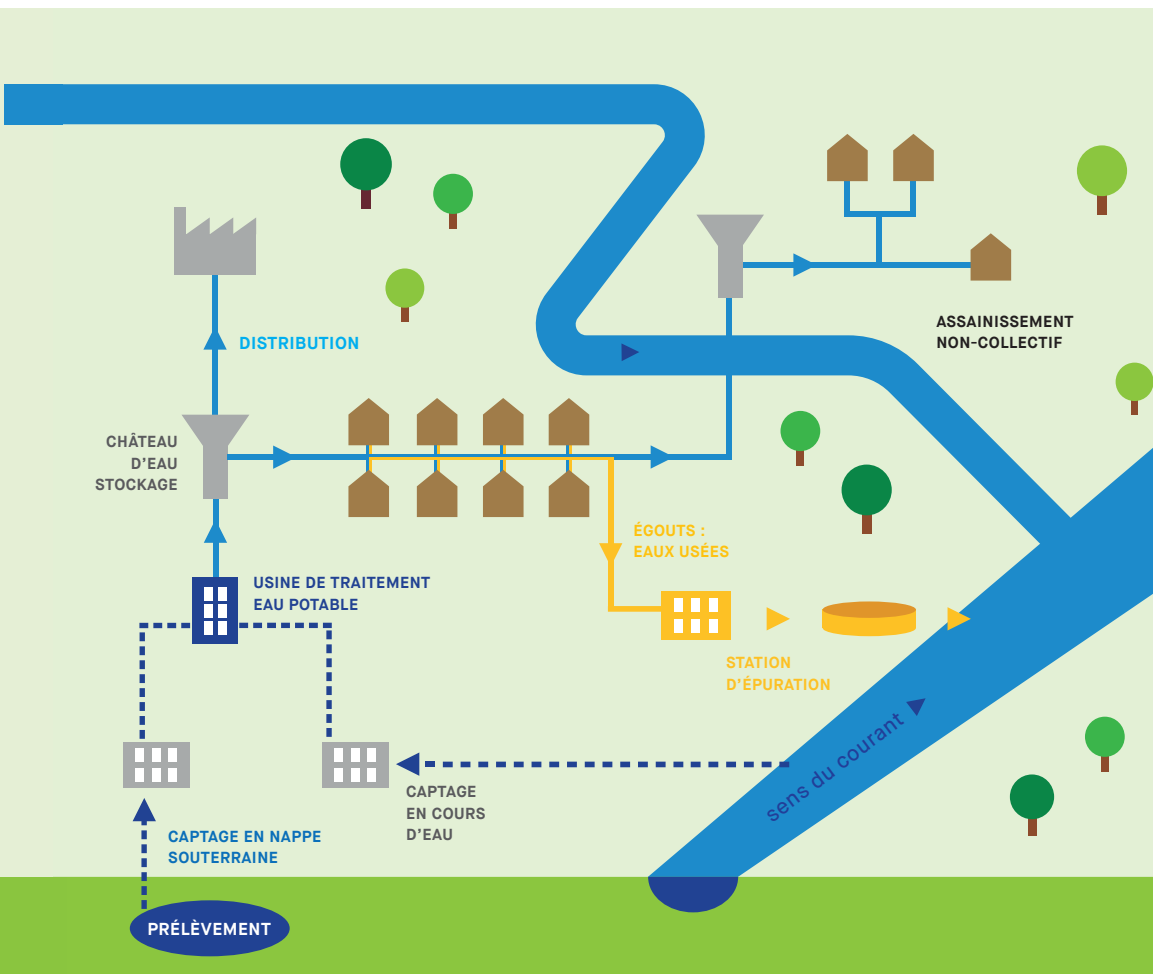 ASSAINISSEMENT
NON-COLLECTIF
DISTRIBUTION
CHÂTEAU
D'EAU
STOCKAGE
ÉGOUTS :
EAUX USÉES
USINE DE TRAITEMENT
EAU POTABLE
STATION
D'ÉPURATION
sens du courant
CAPTAGE
EN COURS
D'EAU
CAPTAGE EN NAPPE
SOUTERRAINE
PRÉLÈVEMENT